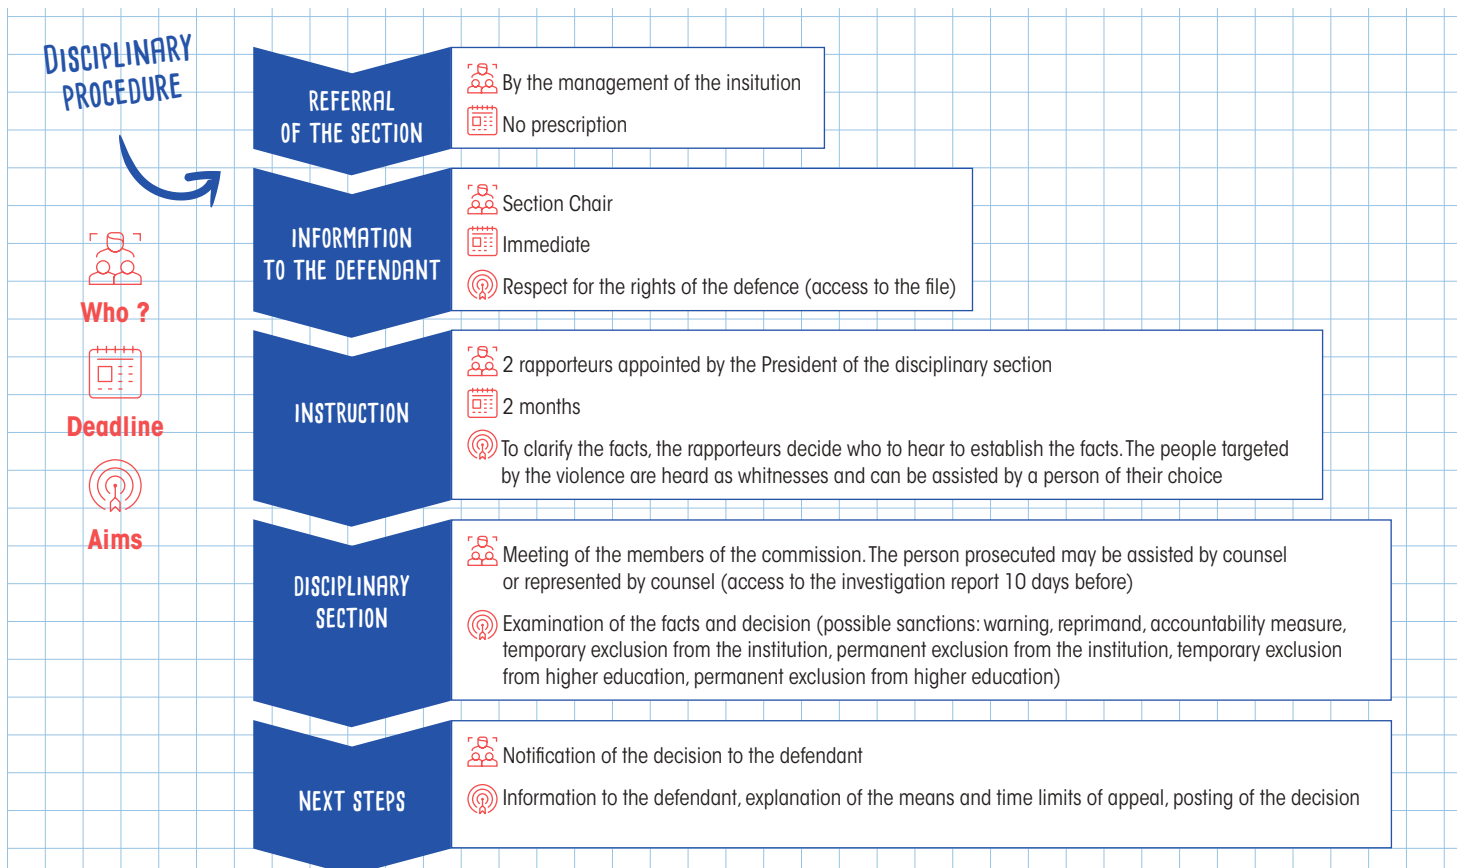 DISCIPLINARY
PROCEDURE
Who ?
Deadline
Aims
REFERRAL
OF THE SECTION
By the management of the insitution
No prescription
INFORMATION
TO THE DEFENDANT
Section Chair
Immediate
Respect for the rights of the defence (access to the file)
INSTRUCTION
2 rapporteurs appointed by the President of the disciplinary section
2 months
To clarify the facts, the rapporteurs decide who to hear to establish the facts. The people targeted
by the violence are heard as whitnesses and can be assisted by a person of their choice
DISCIPLINARY
SECTION
Meeting of the members of the commission. The person prosecuted may be assisted by counsel
or represented by counsel (access to the investigation report 10 days before)
Examination of the facts and decision (possible sanctions: warning, reprimand, accountability measure,
temporary exclusion from the institution, permanent exclusion from the institution, temporary exclusion
from higher education, permanent exclusion from higher education)
NEXT STEPS
Notification of the decision to the defendant
Information to the defendant, explanation of the means and time limits of appeal, posting of the decision